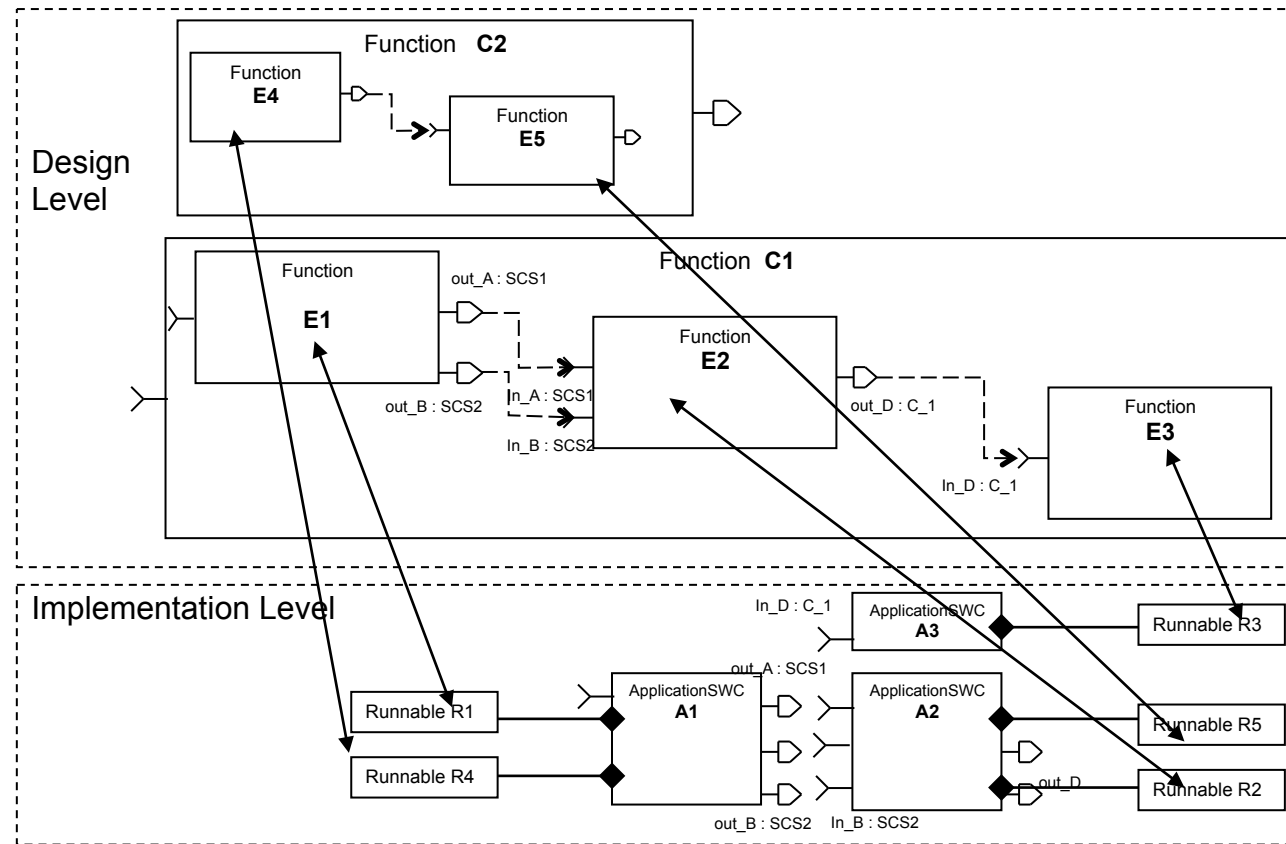 Function C2
Function
E4
Function
E5
Design
Level
Function C1
Function
E1
out_A : SCS1
out_B : SCS2
In_A : SCS1
In_B : SCS2
Function
E2
out_D : C_1
In_D : C_1
Function
E3
Implementation Level
In_D : C_1
ApplicationSWC
A3
Runnable R3
out_A : SCS1
Runnable R1
ApplicationSWC
A1
ApplicationSWC
A2
Runnable R5
Runnable R4
out_D
Runnable R2
out_B : SCS2
In_B : SCS2